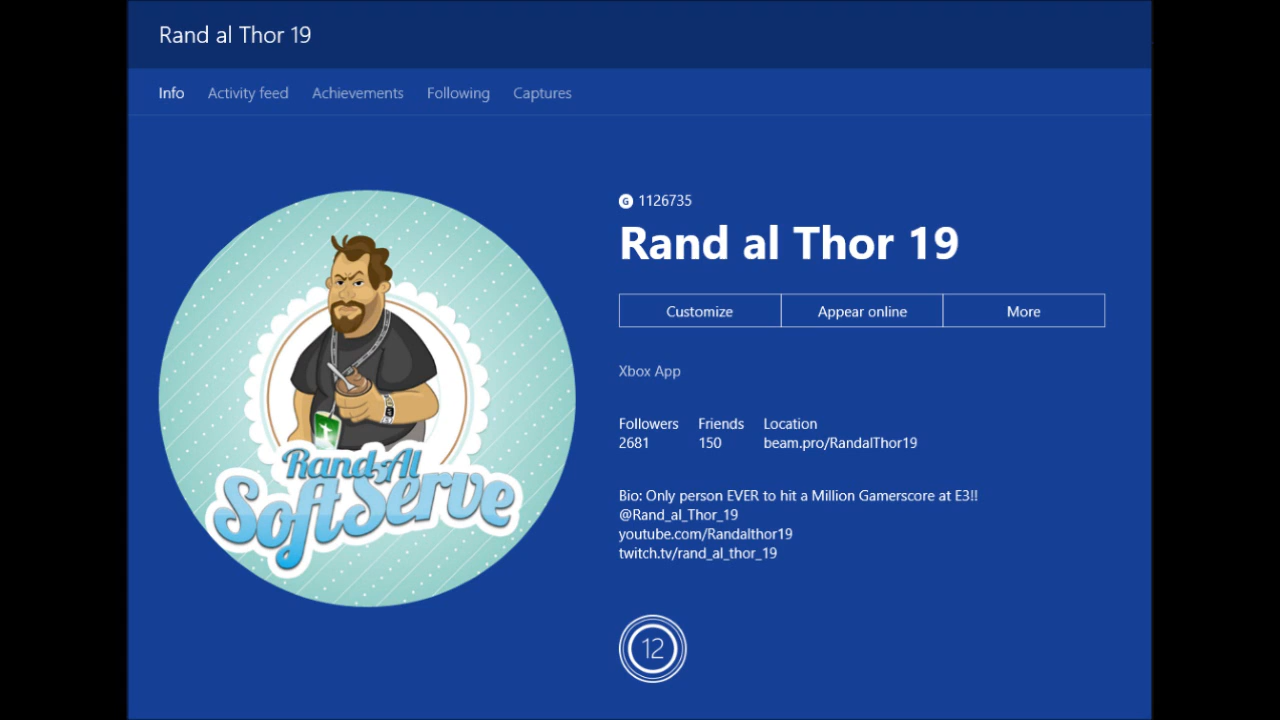 Rand al Thor 19
Info Activity feed Achievements Following Captures
Rand Al
SoftServe
G 1126735
Rand al Thor 19
Customize Appear online More
Xbox App
Followers Friends Location
2681 150 beam.pro/RandalThor19
Bio: Only person EVER to hit a Million Gamerscore at E3!!
@Rand_al_Thor_19
youtube.com/Randalthor19
twitch.tv/rand_al_thor_19
12